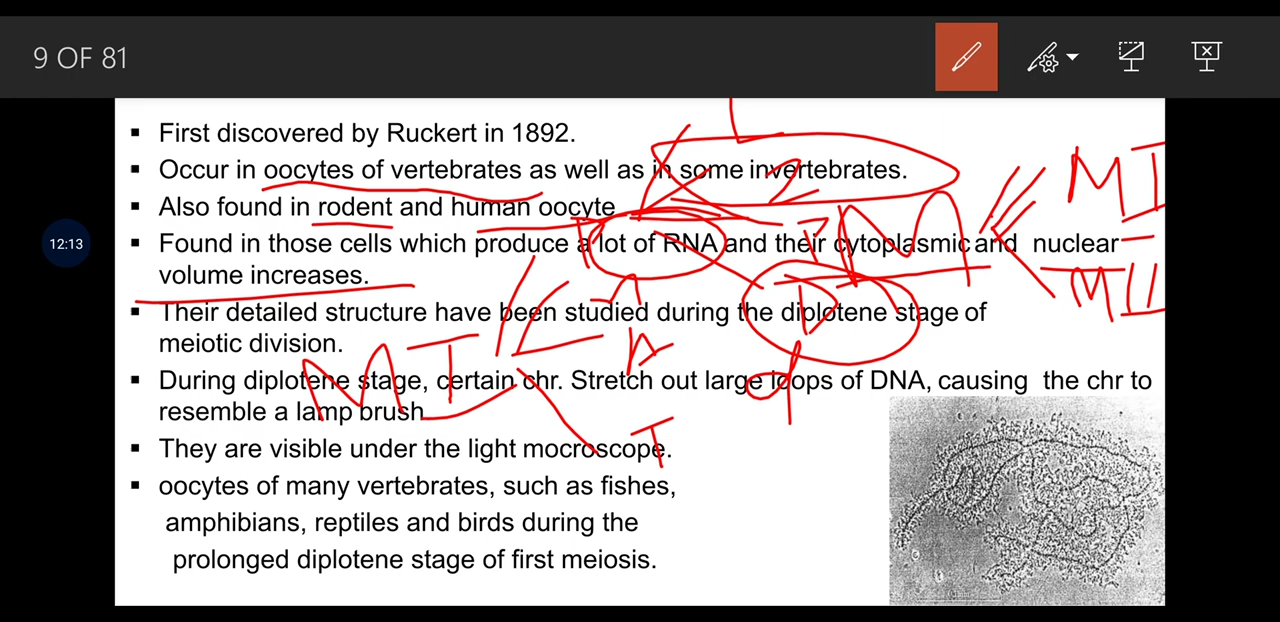 9 OF 81
▪ First discovered by Ruckert in 1892.
▪ Occur in oocytes of vertebrates as well as in some invertebrates.
▪ Also found in rodent and human oocyte
▪ Found in those cells which produce a lot of RNA and their cytoplasmic and nuclear
volume increases.
12:13
▪ Their detailed structure have been studied during the diplotene stage of
meiotic division.
▪ During diplotene stage, certain chr. Stretch out large loops of DNA, causing the chr to
resemble a lamp brush
▪ They are visible under the light mocroscope.
▪ oocytes of many vertebrates, such as fishes,
amphibians, reptiles and birds during the
prolonged diplotene stage of first meiosis.
2
MI
MII
MI
D
d
T